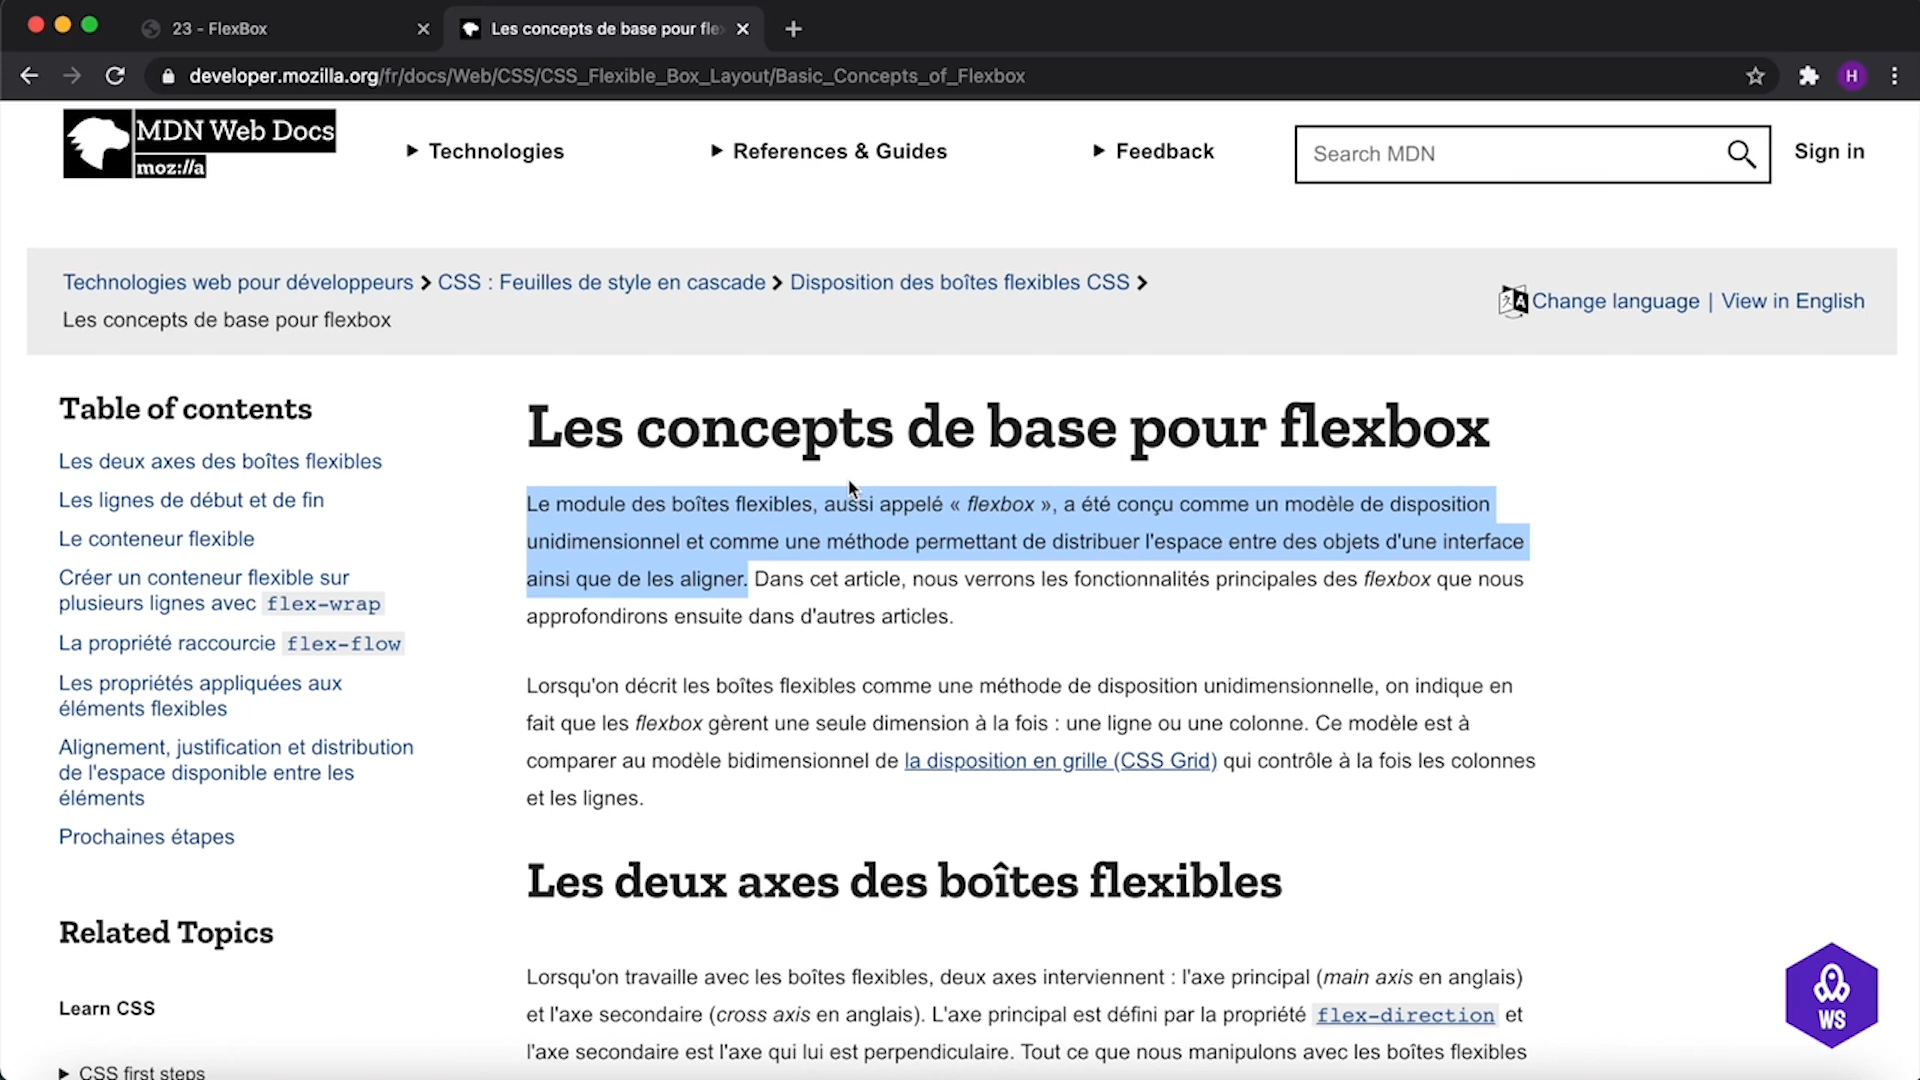 23 - FlexBox
Les concepts de base pour fle
developer.mozilla.org/fr/docs/Web/CSS/CSS_Flexible_Box_Layout/Basic_Concepts_of_Flexbox
H
MDN Web Docs
moz://a
Technologies
References & Guides
Feedback
Search MDN
Sign in
Technologies web pour développeurs > CSS : Feuilles de style en cascade > Disposition des boîtes flexibles CSS >
Les concepts de base pour flexbox
Change language | View in English
Table of contents
Les deux axes des boîtes flexibles
Les lignes de début et de fin
Le conteneur flexible
Créer un conteneur flexible sur
plusieurs lignes avec flex-wrap
La propriété raccourcie flex-flow
Les propriétés appliquées aux
éléments flexibles
Alignement, justification et distribution
de l'espace disponible entre les
éléments
Prochaines étapes
Related Topics
Learn CSS
CSS first steps
Les concepts de base pour flexbox
Le module des boîtes flexibles, aussi appelé « flexbox », a été conçu comme un modèle de disposition
unidimensionnel et comme une méthode permettant de distribuer l'espace entre des objets d'une interface
ainsi que de les aligner. Dans cet article, nous verrons les fonctionnalités principales des flexbox que nous
approfondirons ensuite dans d'autres articles.
Lorsqu'on décrit les boîtes flexibles comme une méthode de disposition unidimensionnelle, on indique en
fait que les flexbox gèrent une seule dimension à la fois : une ligne ou une colonne. Ce modèle est à
comparer au modèle bidimensionnel de la disposition en grille (CSS Grid) qui contrôle à la fois les colonnes
et les lignes.
Les deux axes des boîtes flexibles
Lorsqu'on travaille avec les boîtes flexibles, deux axes interviennent : l'axe principal (main axis en anglais)
et l'axe secondaire (cross axis en anglais). L'axe principal est défini par la propriété flex-direction et
l'axe secondaire est l'axe qui lui est perpendiculaire. Tout ce que nous manipulons avec les boîtes flexibles
WS